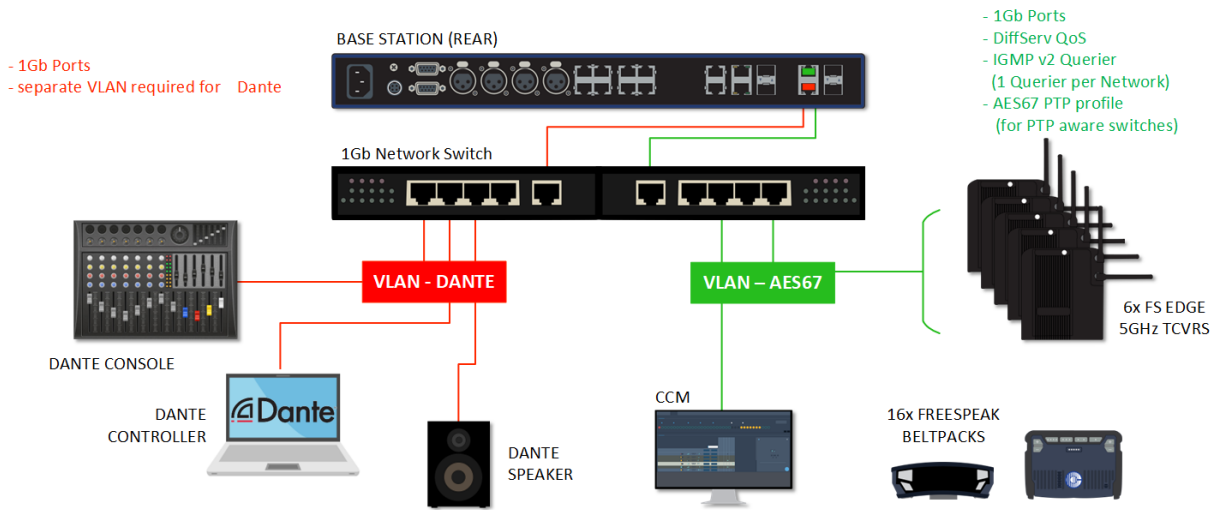 - 1Gb Ports
- separate VLAN required for Dante
BASE STATION (REAR)
- 1Gb Ports
- DiffServ QoS
- IGMP v2 Querier
(1 Querier per Network)
- AES67 PTP profile
(for PTP aware switches)
1Gb Network Switch
VLAN - DANTE
VLAN – AES67
6x FS EDGE
5GHz TCVRS
DANTE CONSOLE
DANTE
CONTROLLER
Dante
DANTE
SPEAKER
CCM
16x FREESPEAK
BELTPACKS